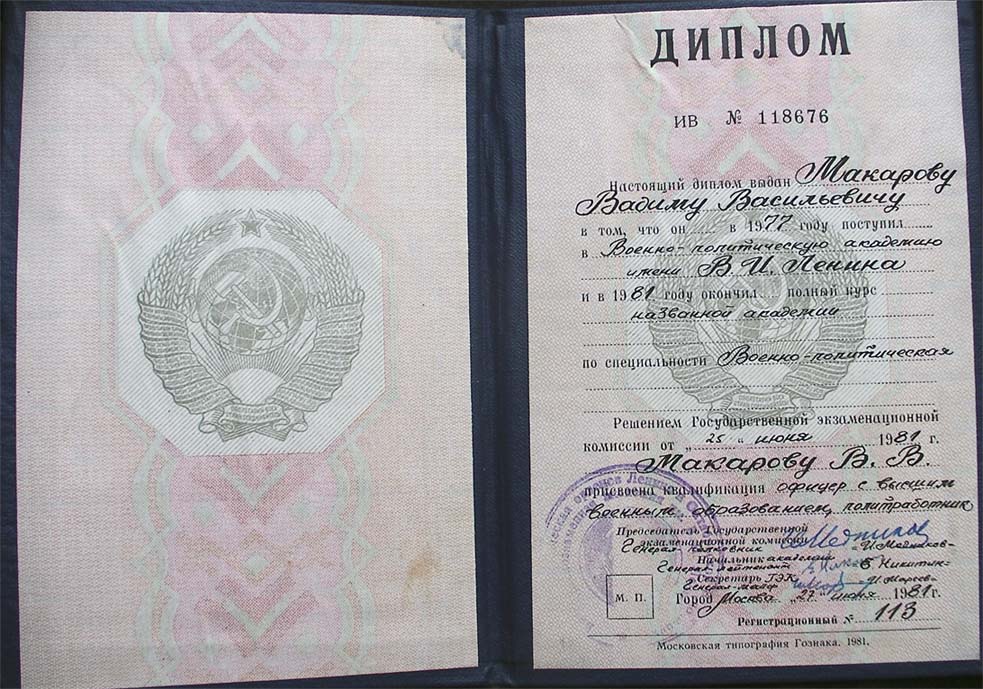 ДИПЛОМ
ИВ № 118676
Настоящий диплом выдан Макарову
Вадиму Васильевичу
в том, что он в 1977 году поступил
в Военно-политическую академию
имени В. И. Ленина
и в 1981 году окончил полный курс
названной академии
по специальности Военно-политическая
Решением Государственной экзаменационной
комиссии от „25" июня 1981 г.
Макарову В. В.
присвоена квалификация офицер с высшим
военным образованием, политработник
Председатель Государственной
экзаменационной комиссии
Генерал полковник
Начальник академии
Генерал-лейтенант
Секретарь ГЭК
Генерал-майор
М. П.
Город Москва „27" июня 1981г.
Регистрационный № 113
Московская типография Гознака. 1981.